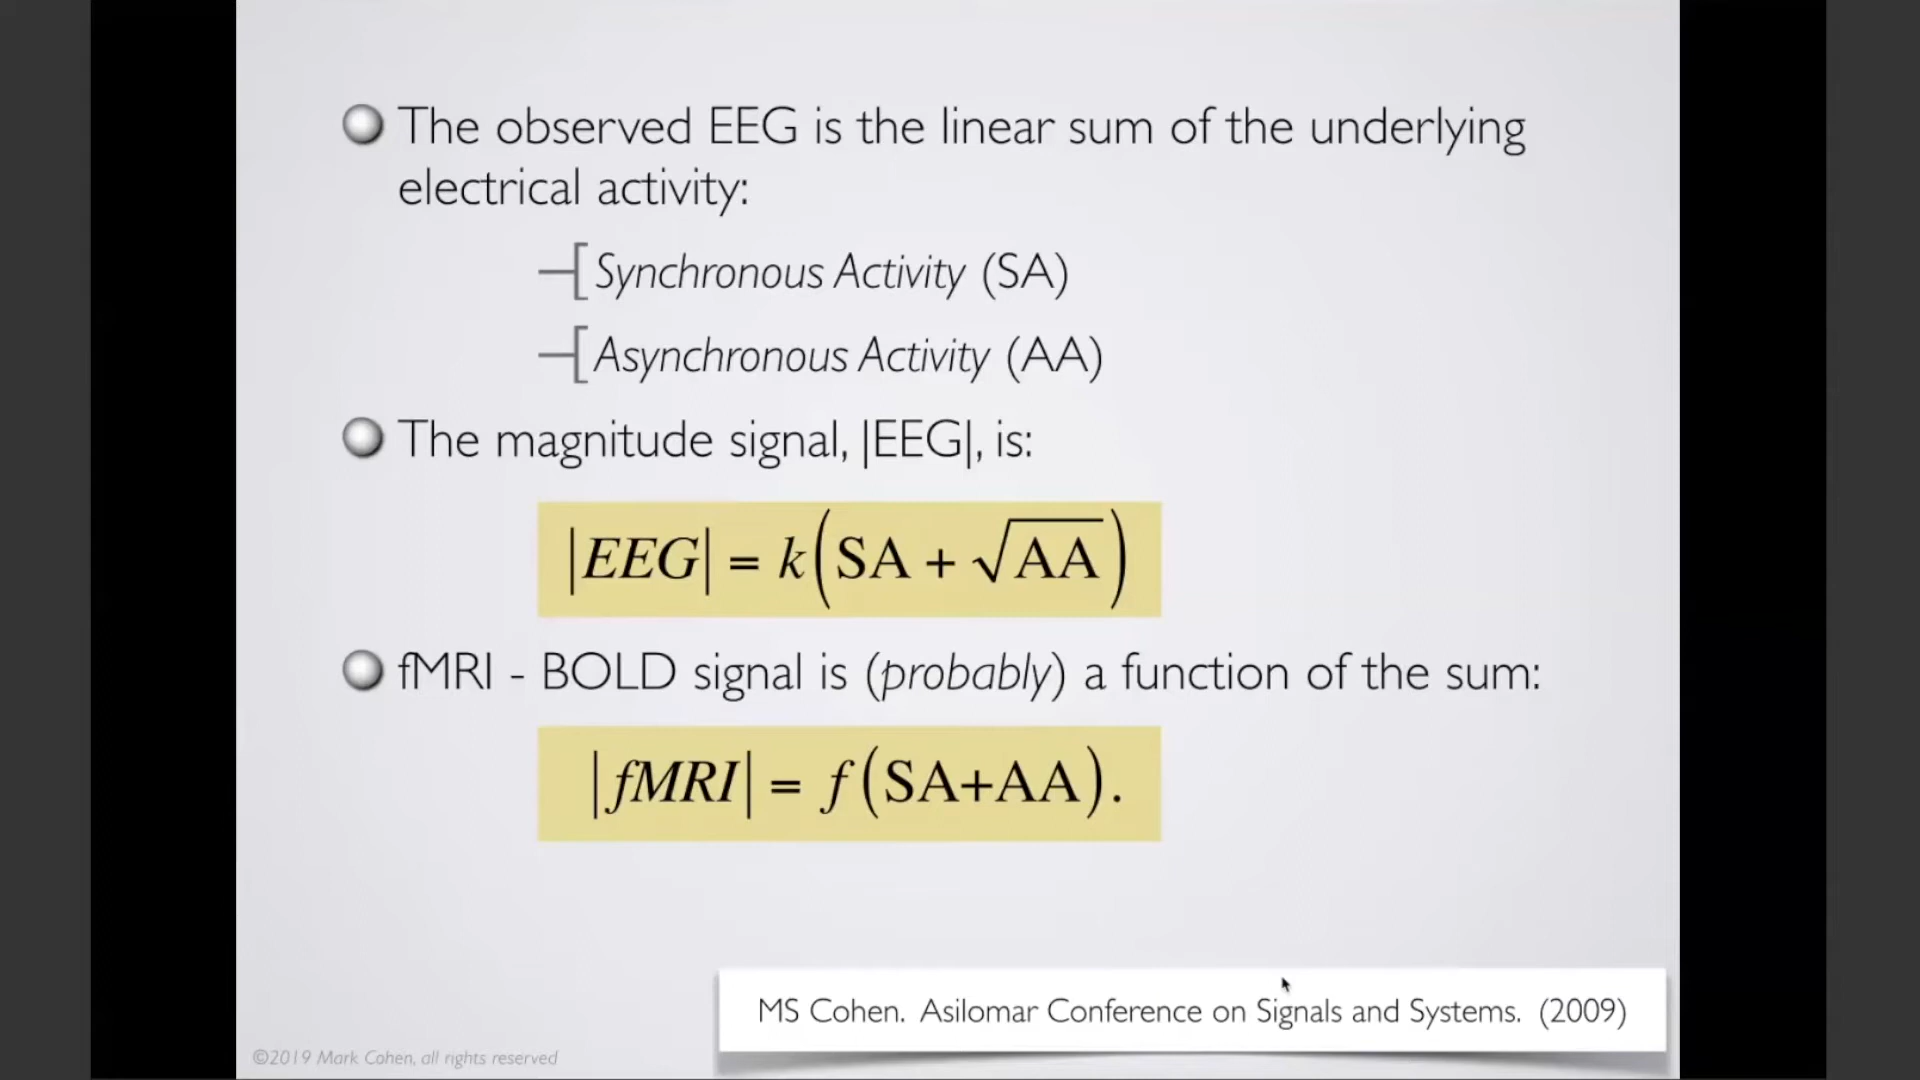 The observed EEG is the linear sum of the underlying
electrical activity:
Synchronous Activity (SA)
Asynchronous Activity (AA)
The magnitude signal, |EEG|, is:
|EEG| = k(SA + √AA)
fMRI - BOLD signal is (probably) a function of the sum:
|fMRI| = f(SA+AA).
MS Cohen. Asilomar Conference on Signals and Systems. (2009)
©2019 Mark Cohen, all rights reserved